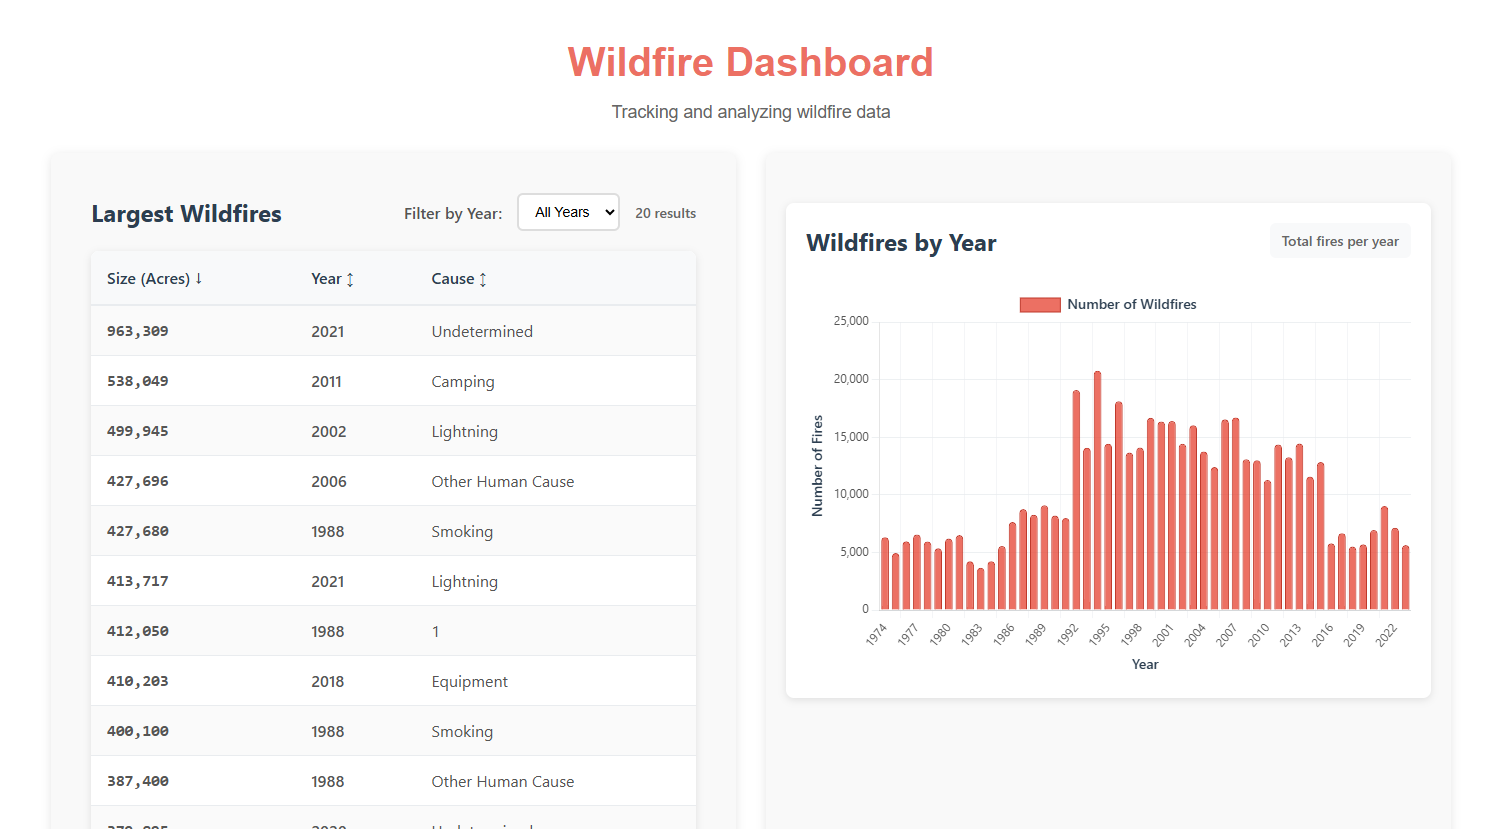 Wildfire Dashboard
Tracking and analyzing wildfire data
Largest Wildfires
Filter by Year:
All Years
20 results
Size (Acres) ↓ Year ↕ Cause ↕
963,309 2021 Undetermined
538,049 2011 Camping
499,945 2002 Lightning
427,696 2006 Other Human Cause
427,680 1988 Smoking
413,717 2021 Lightning
412,050 1988 1
410,203 2018 Equipment
400,100 1988 Smoking
387,400 1988 Other Human Cause
Wildfires by Year
Total fires per year
Number of Wildfires
Number of Fires
25,000
20,000
15,000
10,000
5,000
0
1974 1977 1980 1983 1986 1989 1992 1995 1998 2001 2004 2007 2010 2013 2016 2019 2022
Year